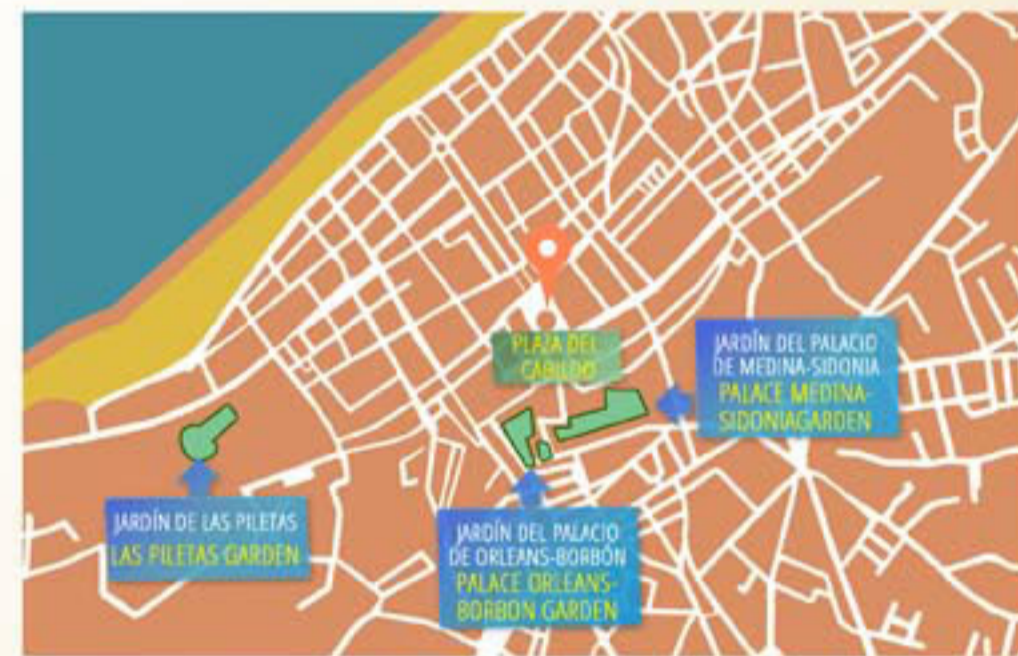 PLAZA DEL
CABILDO
JARDÍN DEL PALACIO
DE MEDINA-SIDONIA
PALACE MEDINA-
SIDONIAGARDEN
JARDÍN DE LAS PILETAS
LAS PILETAS GARDEN
JARDÍN DEL PALACIO
DE ORLEANS-BORBÓN
PALACE ORLEANS-
BORBON GARDEN